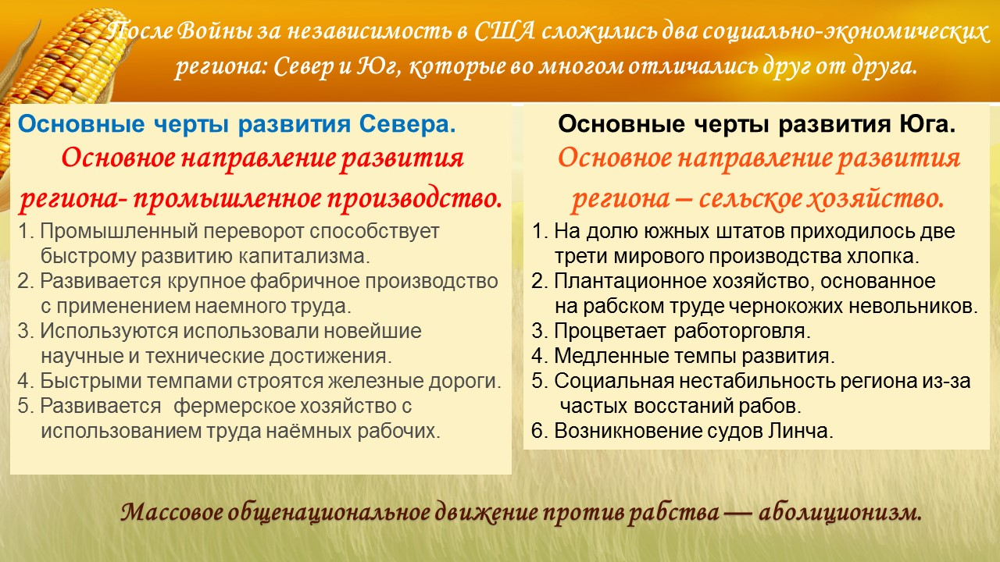 После Войны за независимость в США сложились два социально-экономических
региона: Север и Юг, которые во многом отличались друг от друга.
Основные черты развития Севера.
Основное направление развития
региона- промышленное производство.
1. Промышленный переворот способствует
быстрому развитию капитализма.
2. Развивается крупное фабричное производство
с применением наемного труда.
3. Используются использовали новейшие
научные и технические достижения.
4. Быстрыми темпами строятся железные дороги.
5. Развивается фермерское хозяйство с
использованием труда наёмных рабочих.
Основные черты развития Юга.
Основное направление развития
региона – сельское хозяйство.
1. На долю южных штатов приходилось две
трети мирового производства хлопка.
2. Плантационное хозяйство, основанное
на рабском труде чернокожих невольников.
3. Процветает работорговля.
4. Медленные темпы развития.
5. Социальная нестабильность региона из-за
частых восстаний рабов.
6. Возникновение судов Линча.
Массовое общенациональное движение против рабства — аболиционизм.